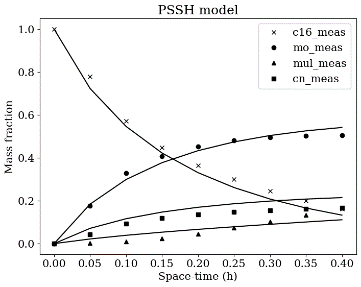 PSSH model
c16_meas
mo_meas
mul_meas
cn_meas
Mass fraction
1.0
0.8
0.6
0.4
0.2
0.0
0.00 0.05 0.10 0.15 0.20 0.25 0.30 0.35 0.40
Space time (h)